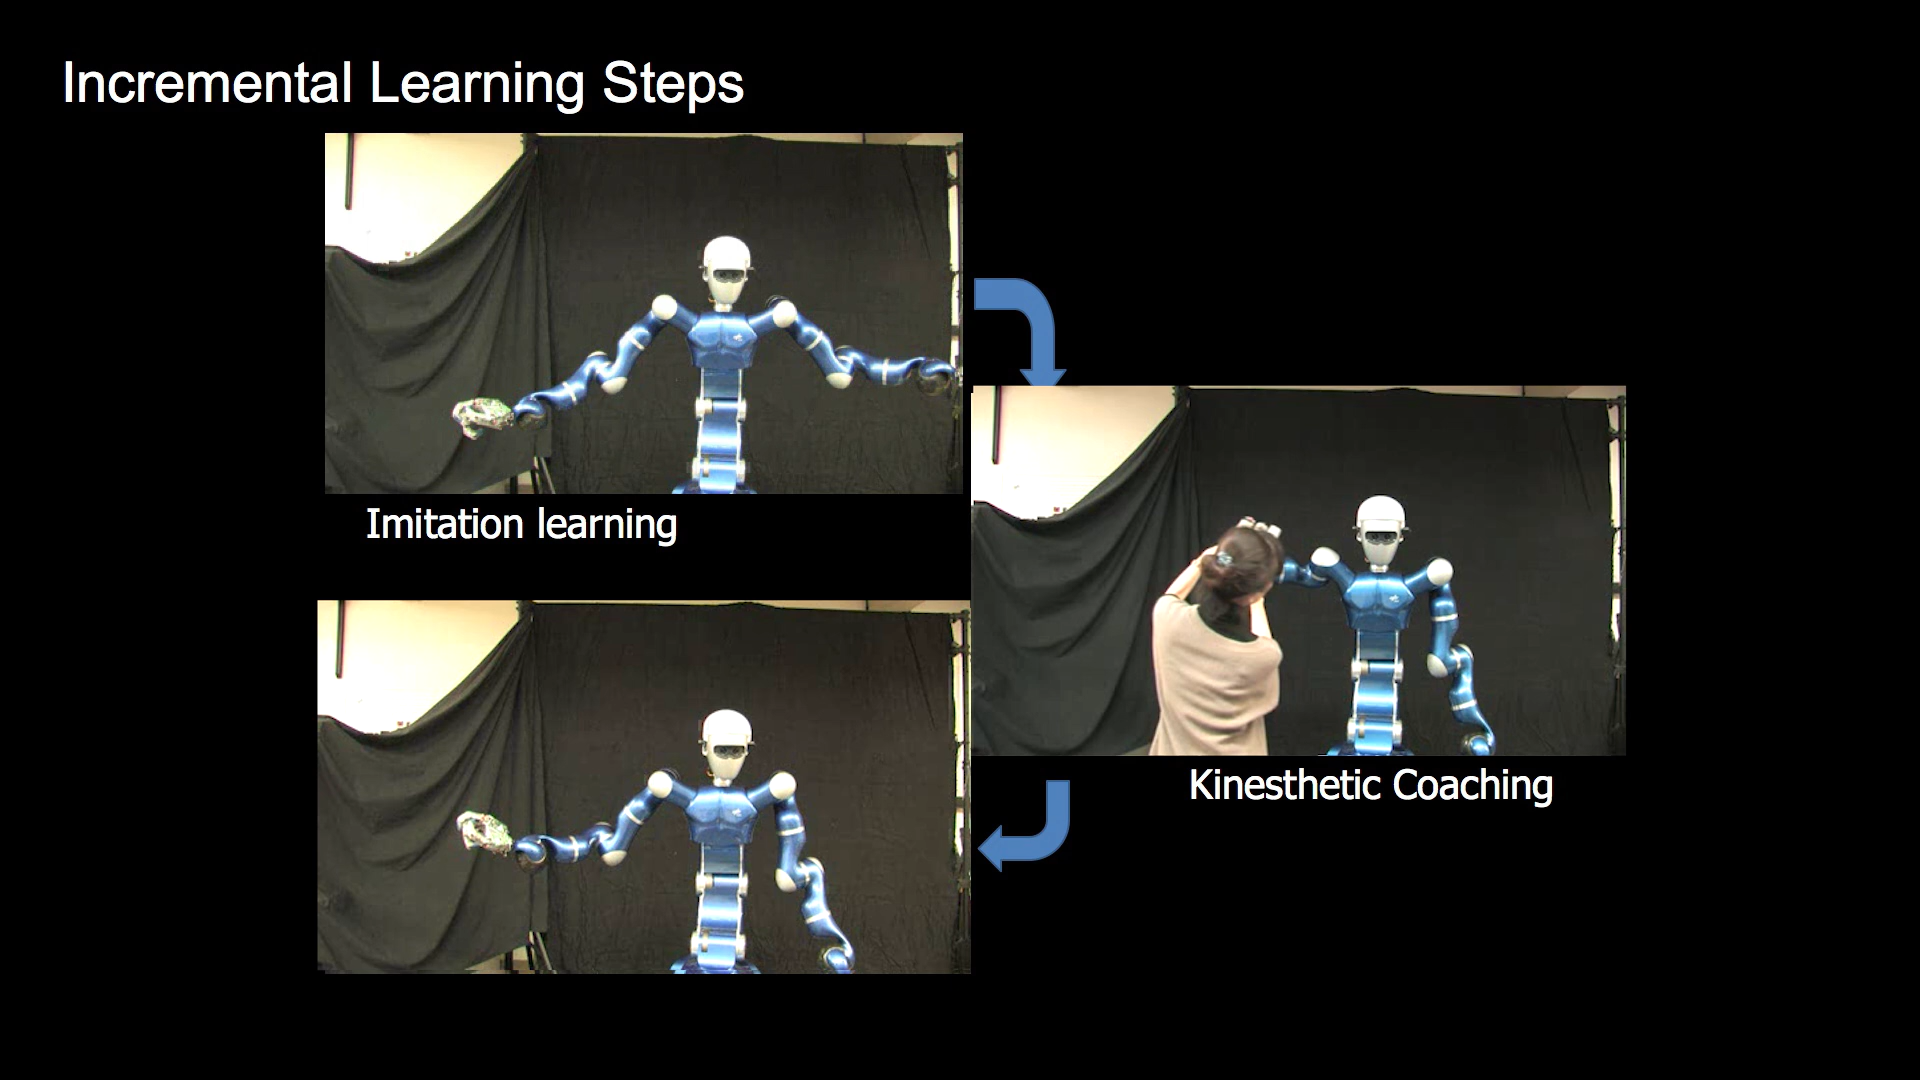 Incremental Learning Steps
Imitation learning
Kinesthetic Coaching